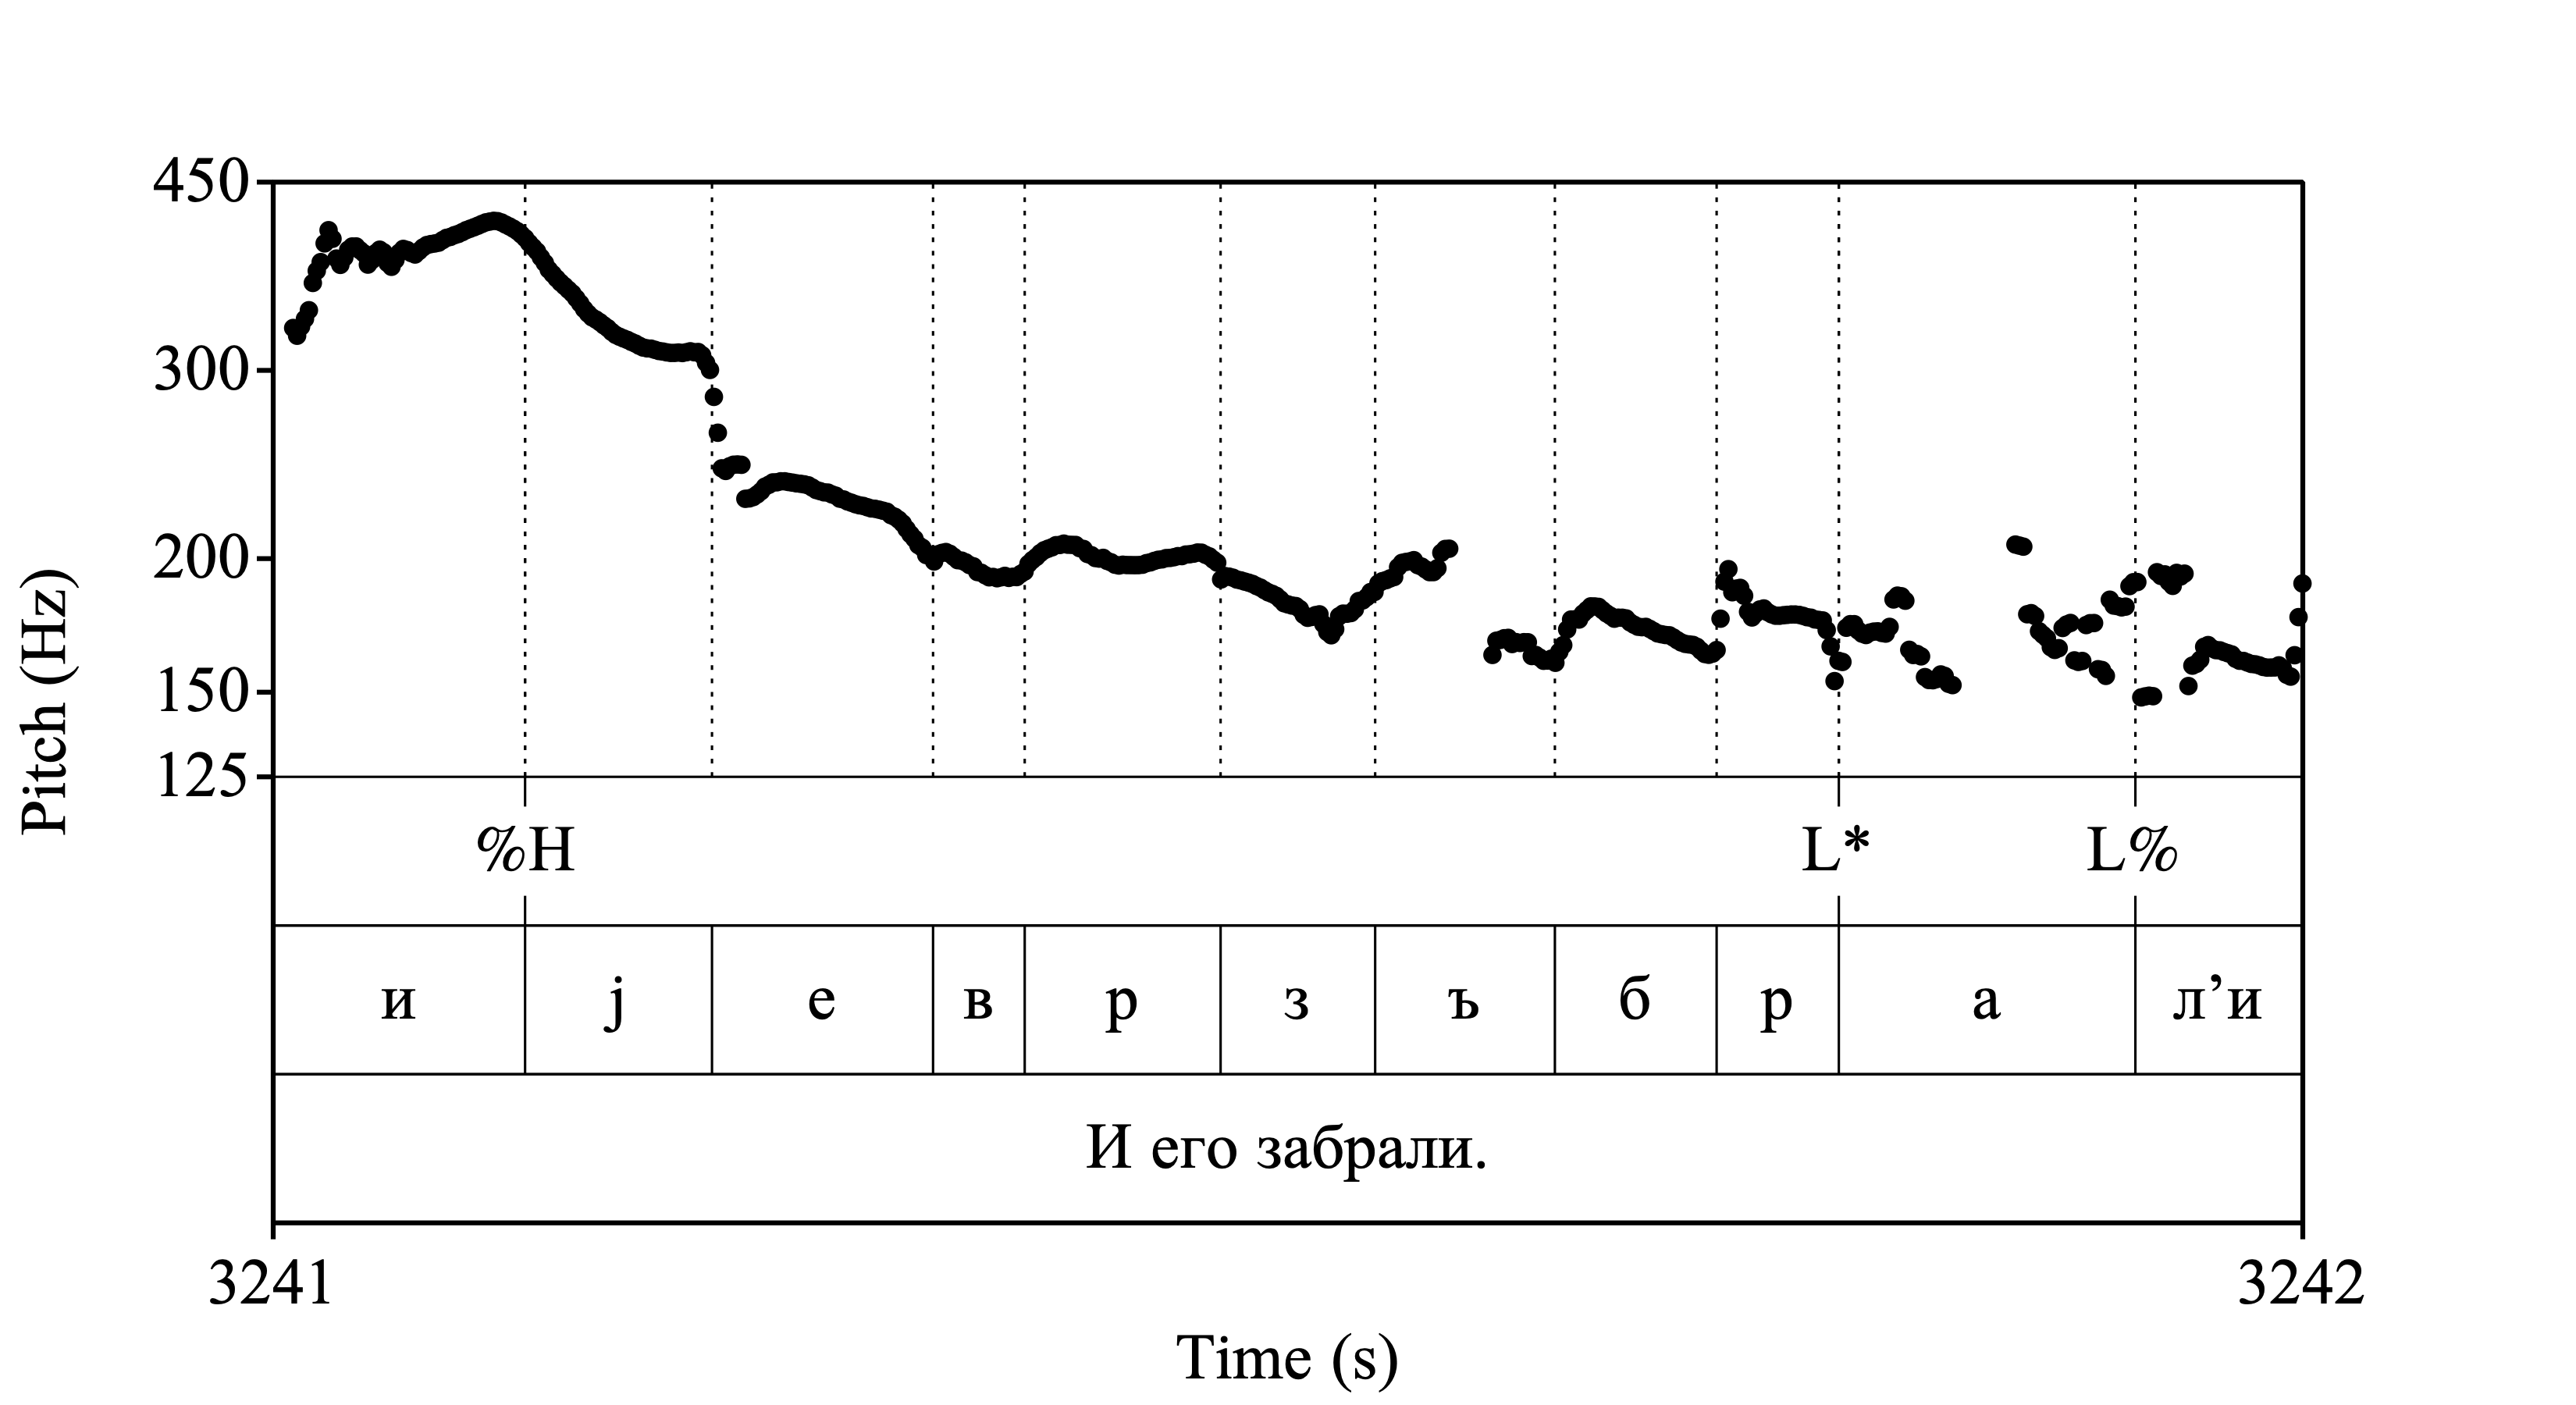 450
300
200
150
125
Pitch (Hz)
%H L* L%
и ј е в р з ъ б р а л’и
И его забрали.
3241 3242
Time (s)